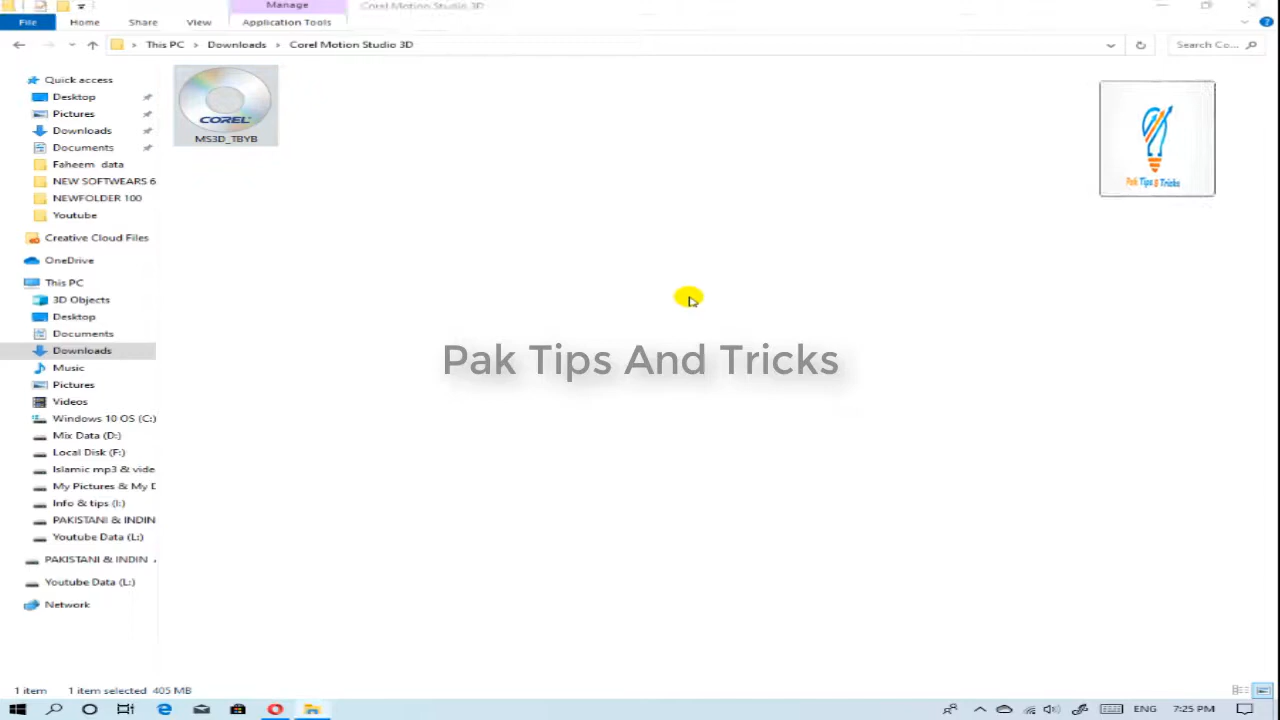 Manage
Corel Motion Studio 3D
File
Home
Share
View
Application Tools
This PC
Downloads
Corel Motion Studio 3D
Search Co...
Quick access
Desktop
Pictures
Downloads
Documents
Faheem data
NEW SOFTWEARS 6
NEWFOLDER 100
Youtube
Creative Cloud Files
OneDrive
This PC
3D Objects
Desktop
Documents
Downloads
Music
Pictures
Videos
Windows 10 OS (C:)
Mix Data (D:)
Local Disk (F:)
Islamic mp3 & vide
My Pictures & My D
Info & tips (I:)
PAKISTANI & INDIN
Youtube Data (L:)
PAKISTANI & INDIN
Youtube Data (L:)
Network
COREL
MS3D_TBYB
Pak Tips & Tricks
Pak Tips And Tricks
1 item
1 item selected 405 MB
ENG
7:25 PM